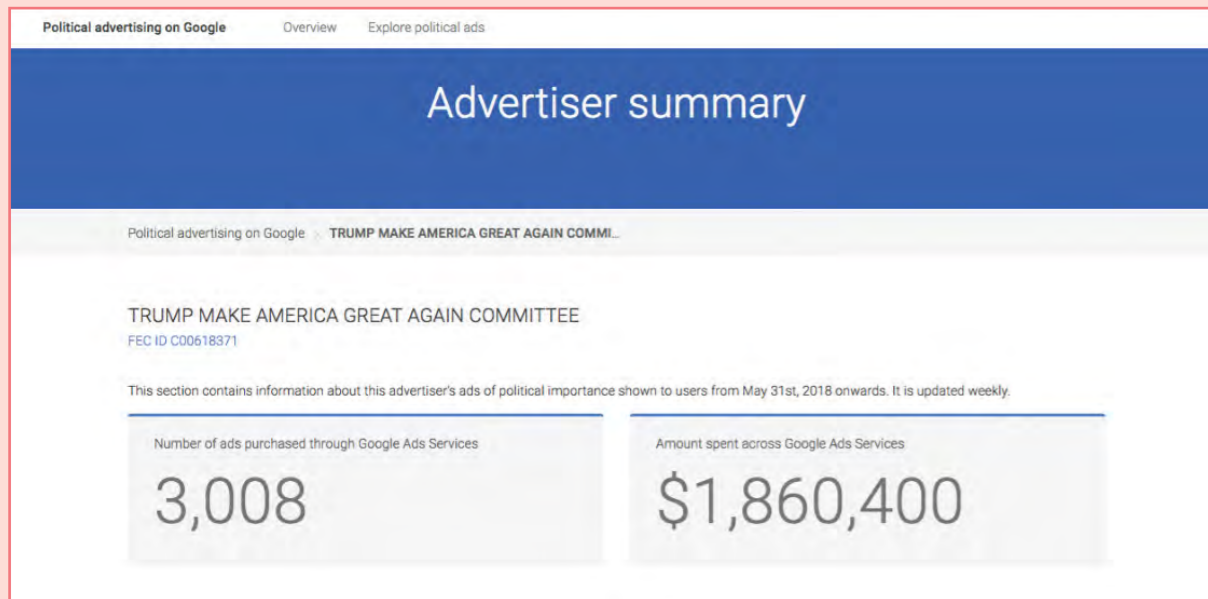 Political advertising on Google Overview Explore political ads
Advertiser summary
Political advertising on Google > TRUMP MAKE AMERICA GREAT AGAIN COMMI...
TRUMP MAKE AMERICA GREAT AGAIN COMMITTEE
FEC ID C00618371
This section contains information about this advertiser's ads of political importance shown to users from May 31st, 2018 onwards. It is updated weekly.
Number of ads purchased through Google Ads Services
3,008
Amount spent across Google Ads Services
$1,860,400